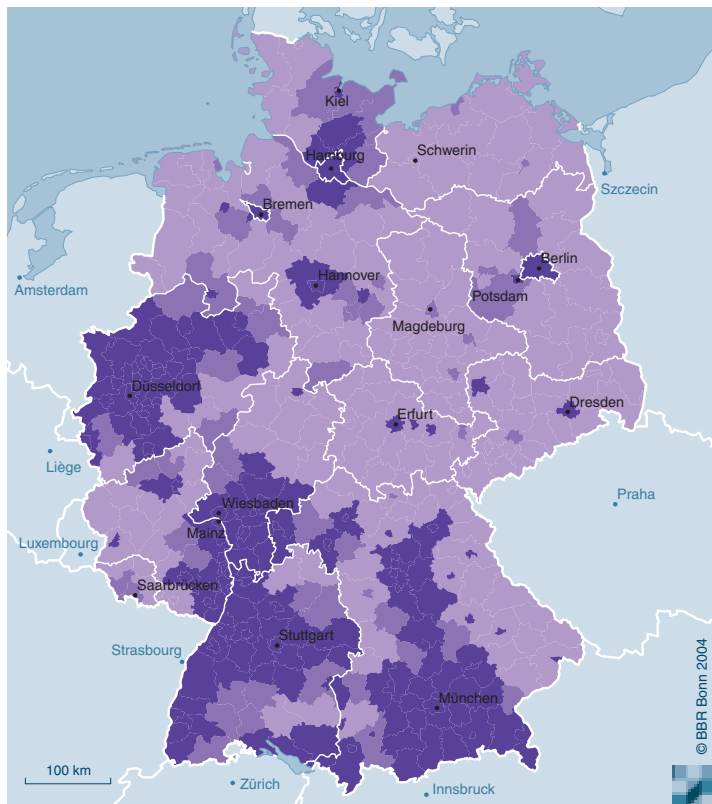 Kiel
Hamburg
Schwerin
Szczecin
Bremen
Berlin
Hannover
Amsterdam
Potsdam
Magdeburg
Düsseldorf
Dresden
Erfurt
Liège
Praha
Wiesbaden
Mainz
Luxembourg
Saarbrücken
Stuttgart
Strasbourg
München
© BBR Bonn 2004
100 km
Zürich
Innsbruck